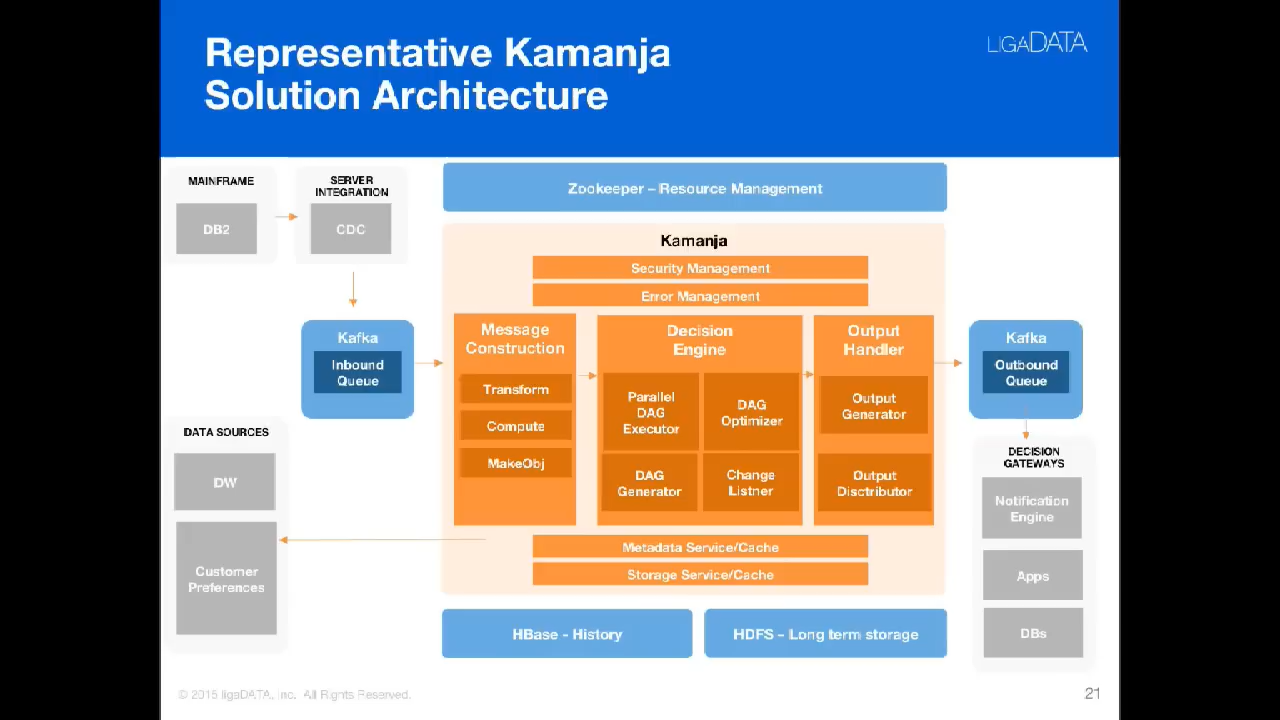 Representative Kamanja
Solution Architecture
LIGADATA
MAINFRAME
DB2
SERVER
INTEGRATION
CDC
Zookeeper – Resource Management
Kamanja
Security Management
Error Management
Kafka
Inbound
Queue
Message
Construction
Transform
Compute
MakeObj
Decision
Engine
Parallel
DAG
Executor
DAG
Optimizer
DAG
Generator
Change
Listner
Output
Handler
Output
Generator
Output
Disctributor
Kafka
Outbound
Queue
DATA SOURCES
DW
Customer
Preferences
DECISION
GATEWAYS
Notification
Engine
Apps
DBs
Metadata Service/Cache
Storage Service/Cache
HBase - History
HDFS – Long term storage
© 2015 ligaDATA, Inc. All Rights Reserved.
21